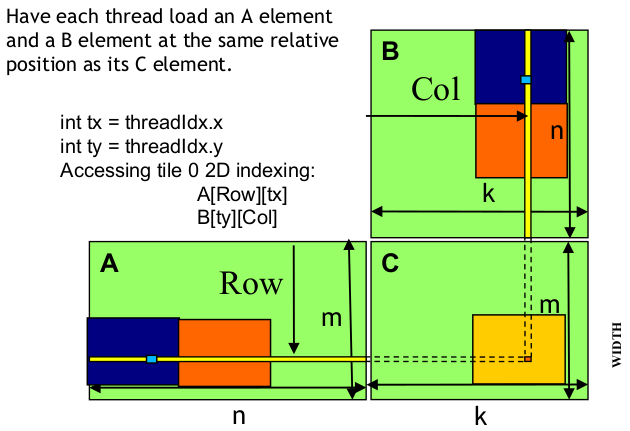 Have each thread load an A element
and a B element at the same relative
position as its C element.
int tx = threadIdx.x
int ty = threadIdx.y
Accessing tile 0 2D indexing:
A[Row][tx]
B[ty][Col]
B
Col
n
k
A
Row
m
C
m
WIDTH
n
k